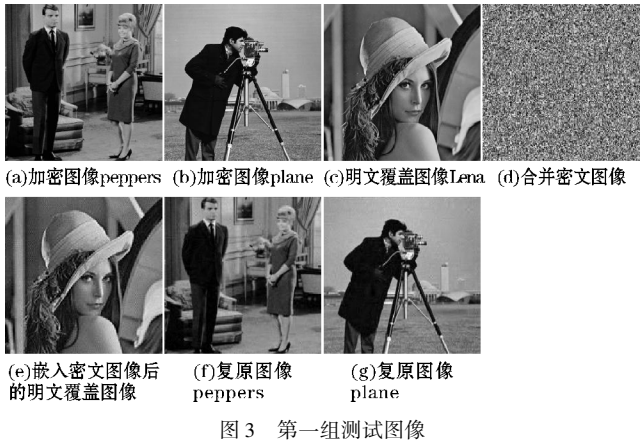 (a)加密图像peppers (b)加密图像plane (c)明文覆盖图像Lena (d)合并密文图像
(e)嵌入密文图像后
的明文覆盖图像
(f)复原图像
peppers
(g)复原图像
plane
图3 第一组测试图像